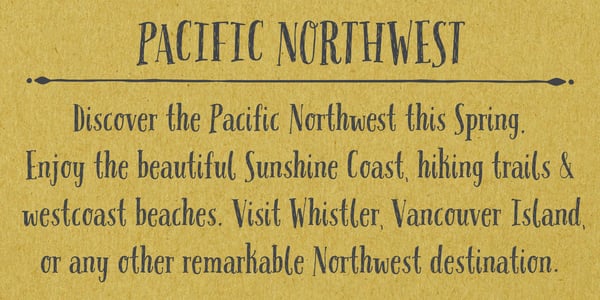 PACIFIC NORTHWEST
Discover the Pacific Northwest this Spring.
Enjoy the beautiful Sunshine Coast, hiking trails &
westcoast beaches. Visit Whistler, Vancouver Island,
or any other remarkable Northwest destination.